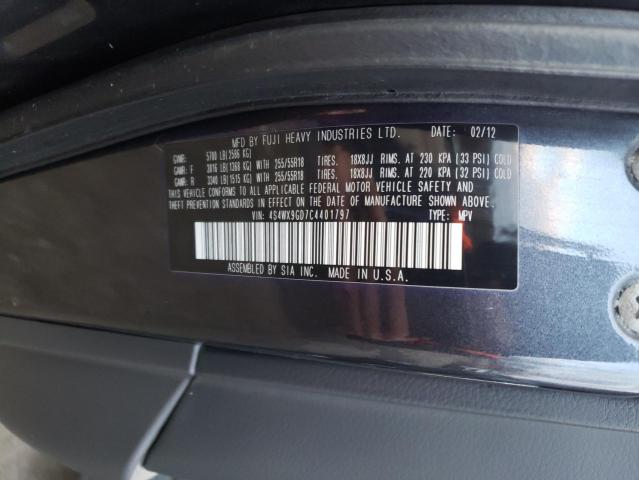 MFD BY FUJI HEAVY INDUSTRIES LTD. DATE: 02/12
GVWR: 5700 LB(2586 KG)
GAWR: F 2816 LB(1280 KG) WITH 255/55R18 TIRES. 18X8JJ RIMS. AT 230 KPA (33 PSI) COLD
GAWR: R 3340 LB(1515 KG) WITH 255/55R18 TIRES. 18X8JJ RIMS. AT 220 KPA (32 PSI) COLD
THIS VEHICLE CONFORMS TO ALL APPLICABLE FEDERAL MOTOR VEHICLE SAFETY AND
THEFT PREVENTION STANDARDS IN EFFECT ON THE DATE OF MANUFACTURE SHOWN ABOVE.
VIN: 4S4WX9GD7C4401797 TYPE: MPV
ASSEMBLED BY SIA INC. MADE IN U.S.A.